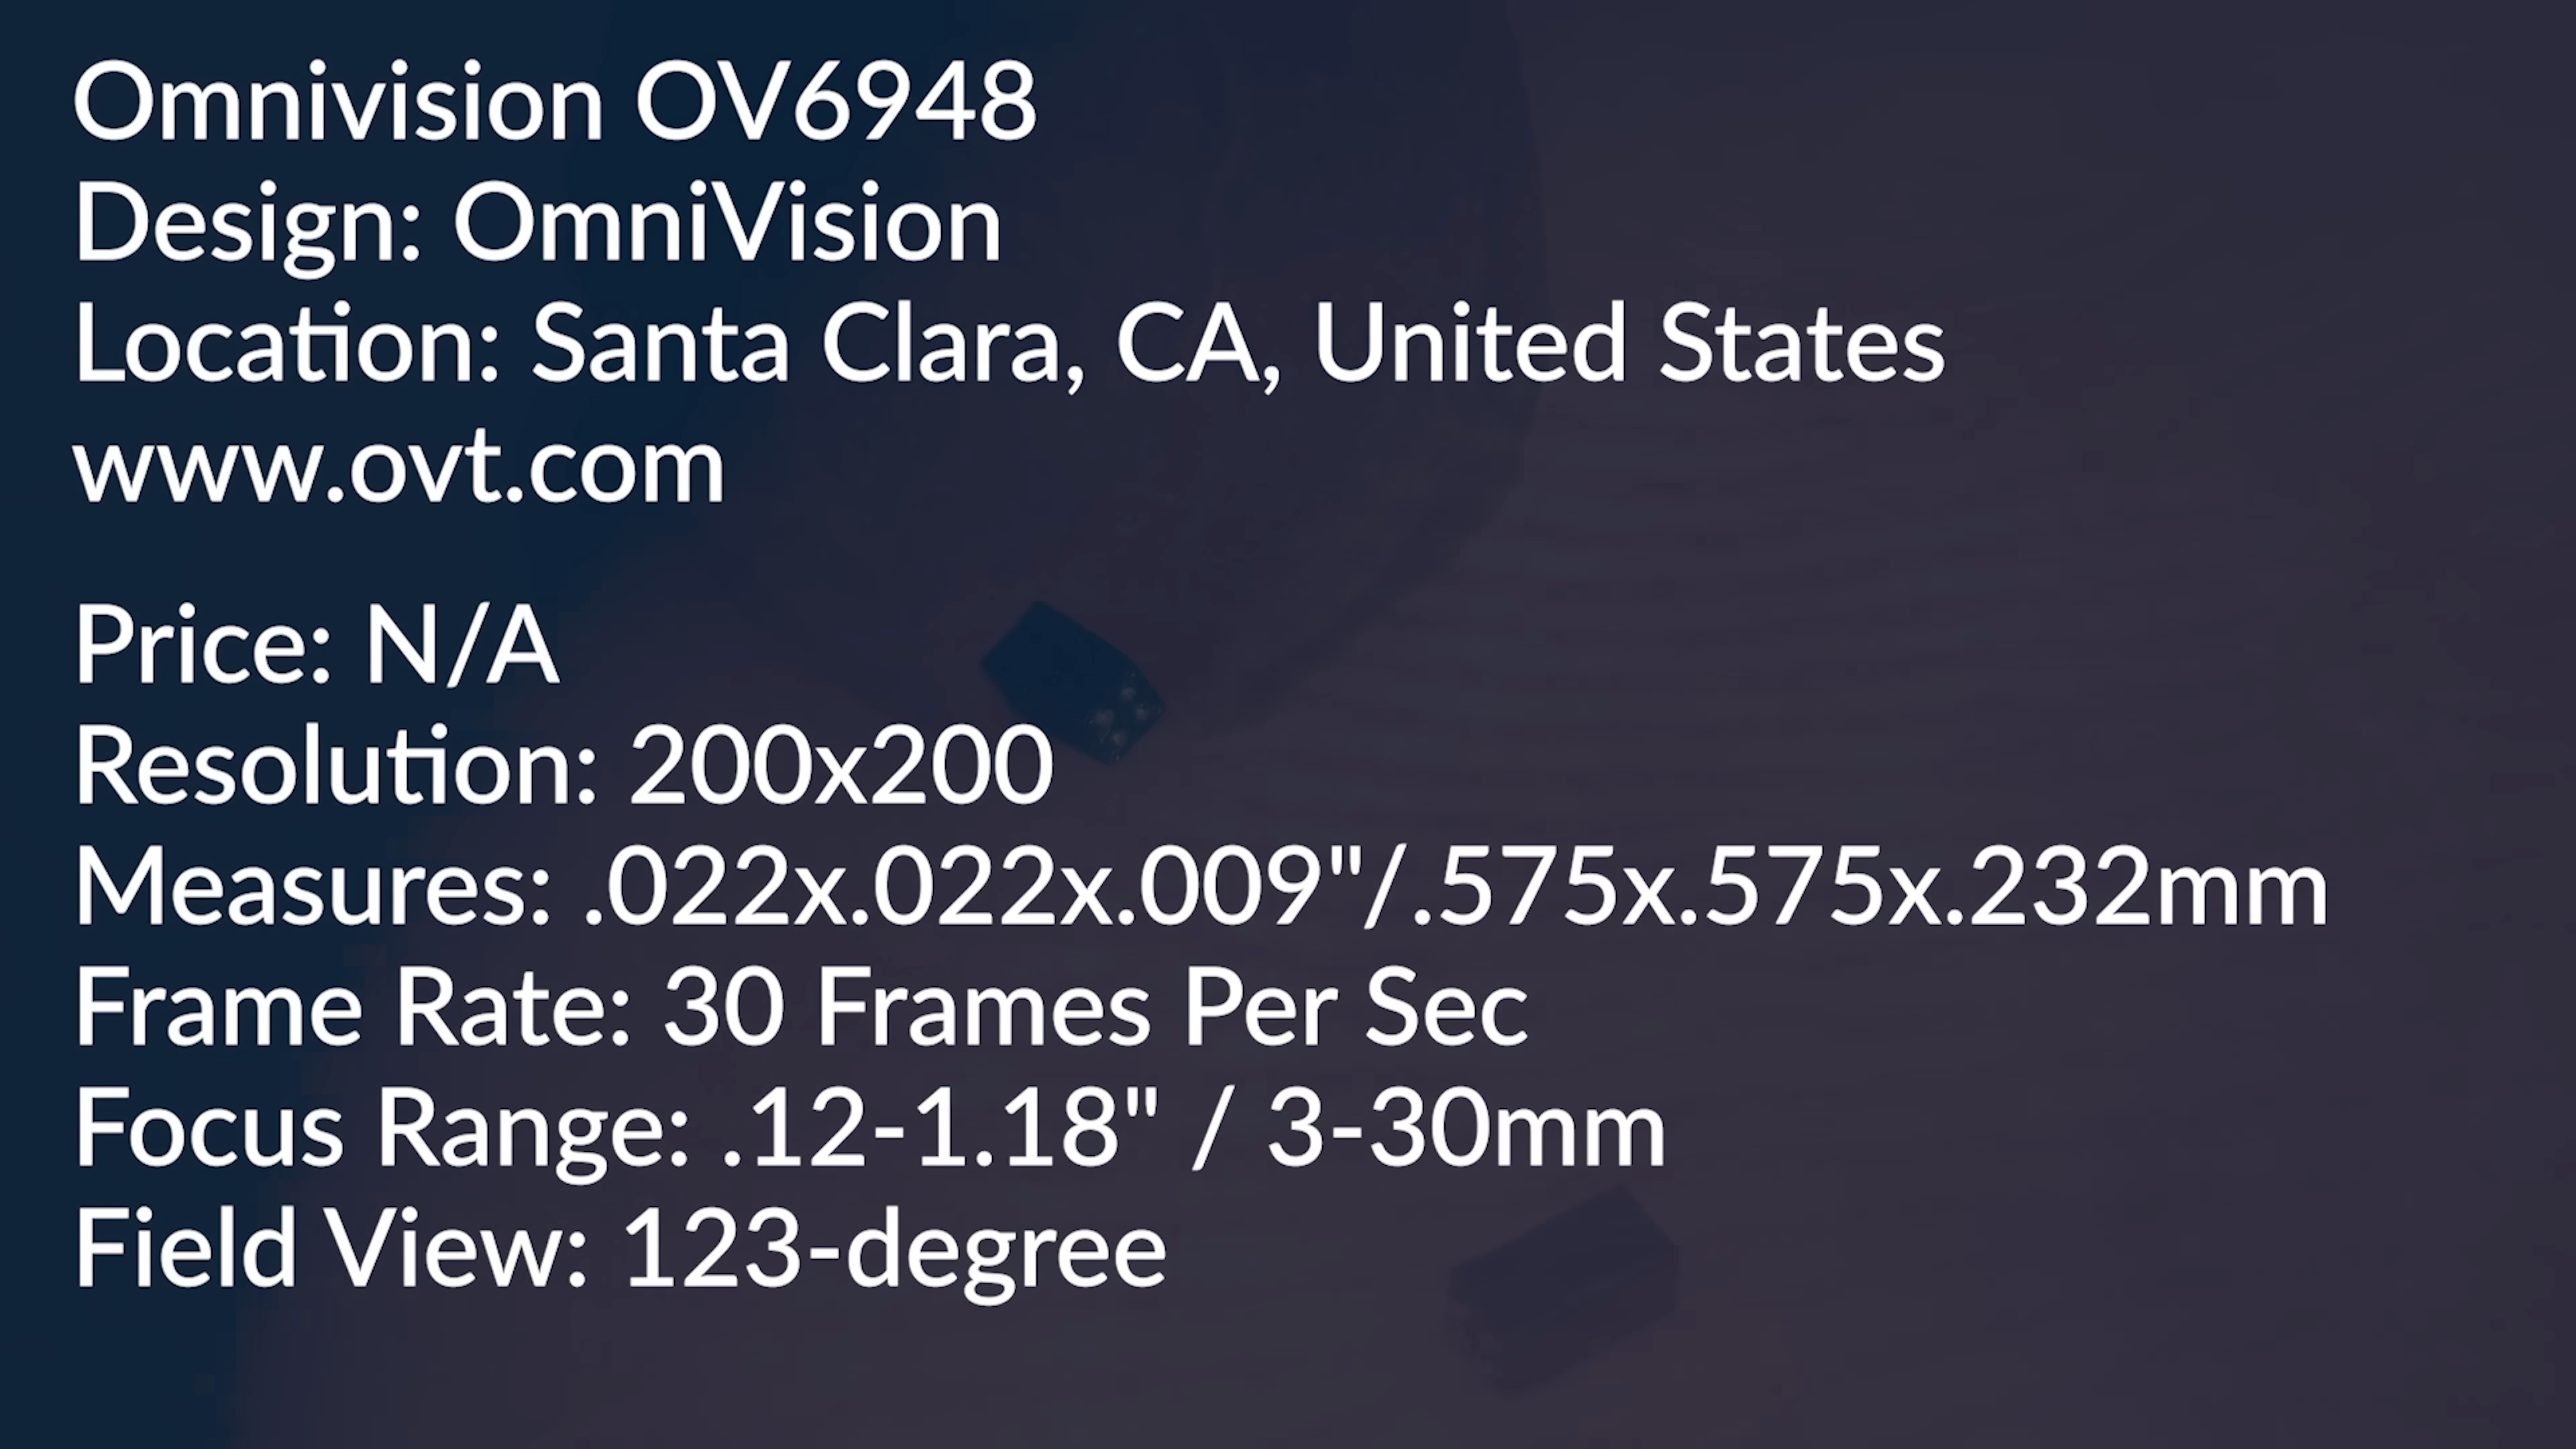 Omnivision OV6948
Design: OmniVision
Location: Santa Clara, CA, United States
www.ovt.com
Price: N/A
Resolution: 200x200
Measures: .022x.022x.009"/.575x.575x.232mm
Frame Rate: 30 Frames Per Sec
Focus Range: .12-1.18" / 3-30mm
Field View: 123-degree